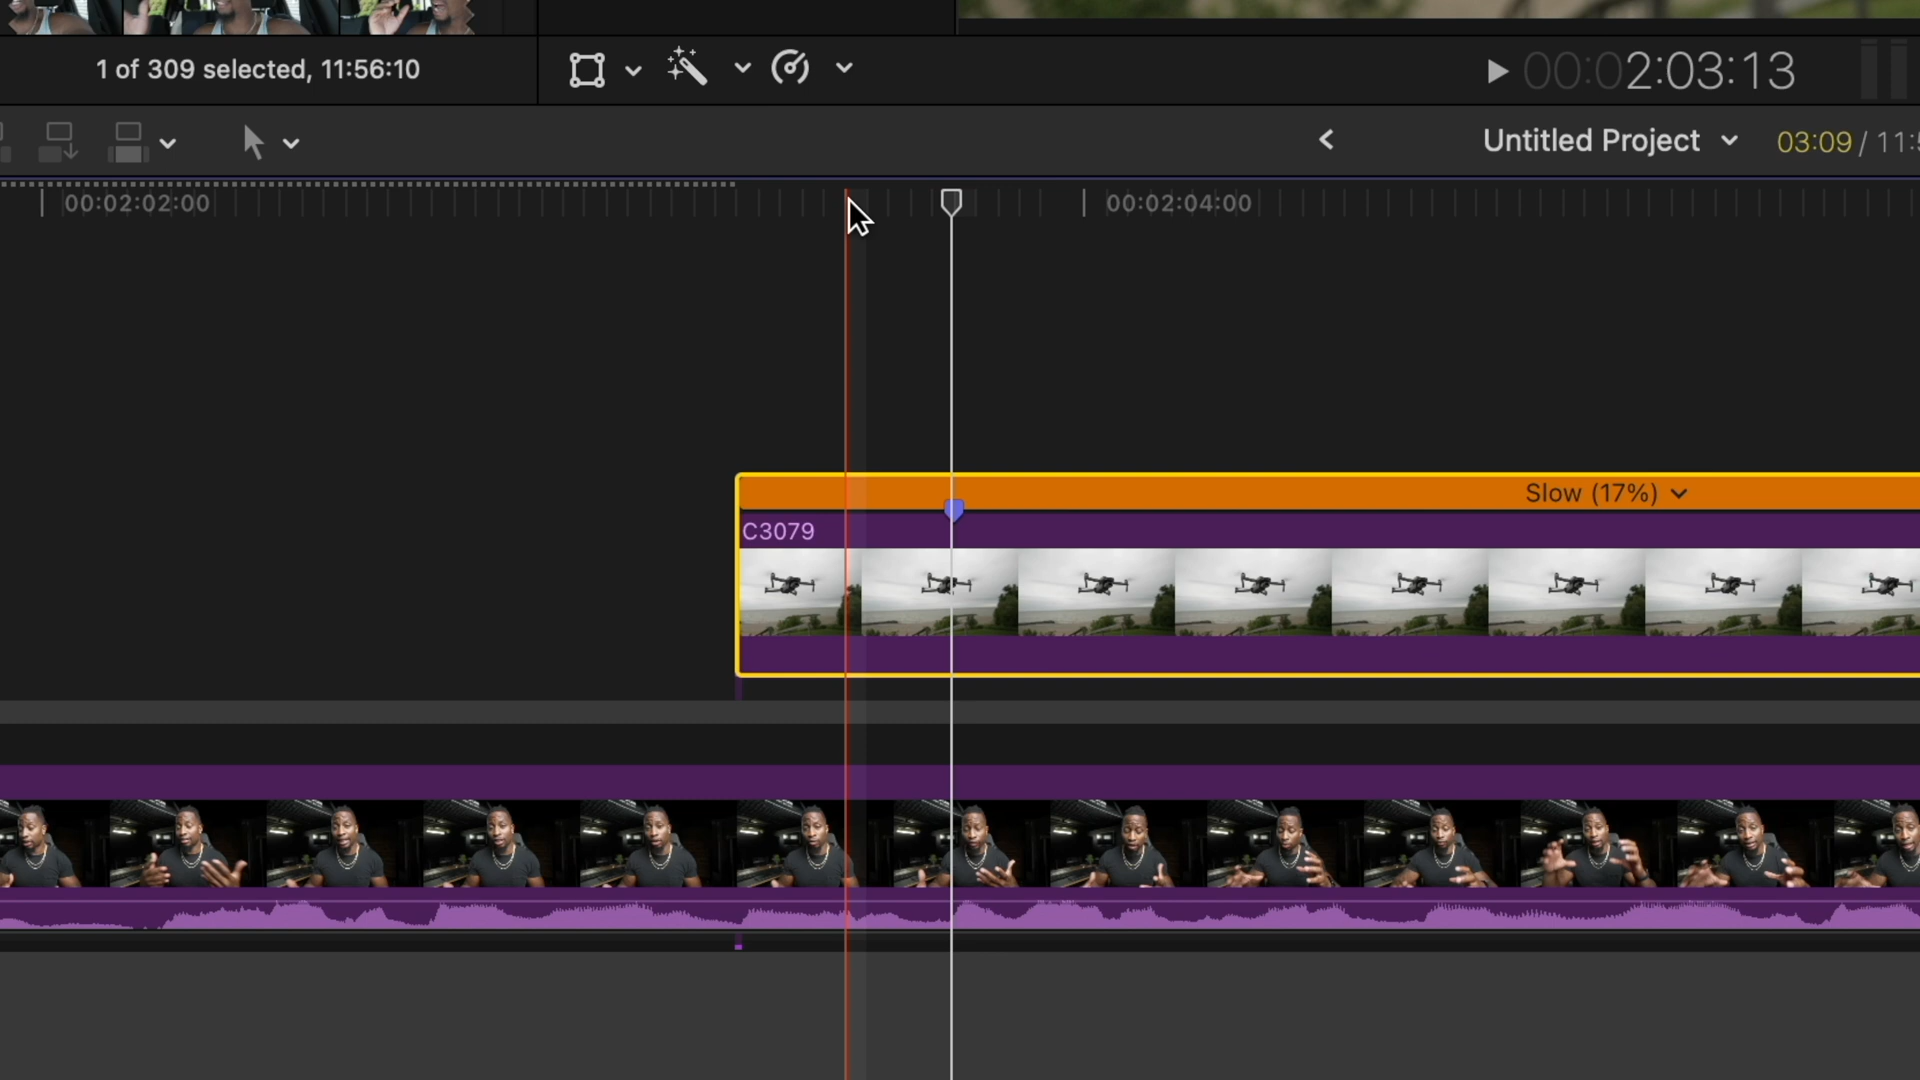 1 of 309 selected, 11:56:10
00:02:03:13
Untitled Project
03:09 / 11:5
00:02:02:00
00:02:04:00
Slow (17%)
C3079